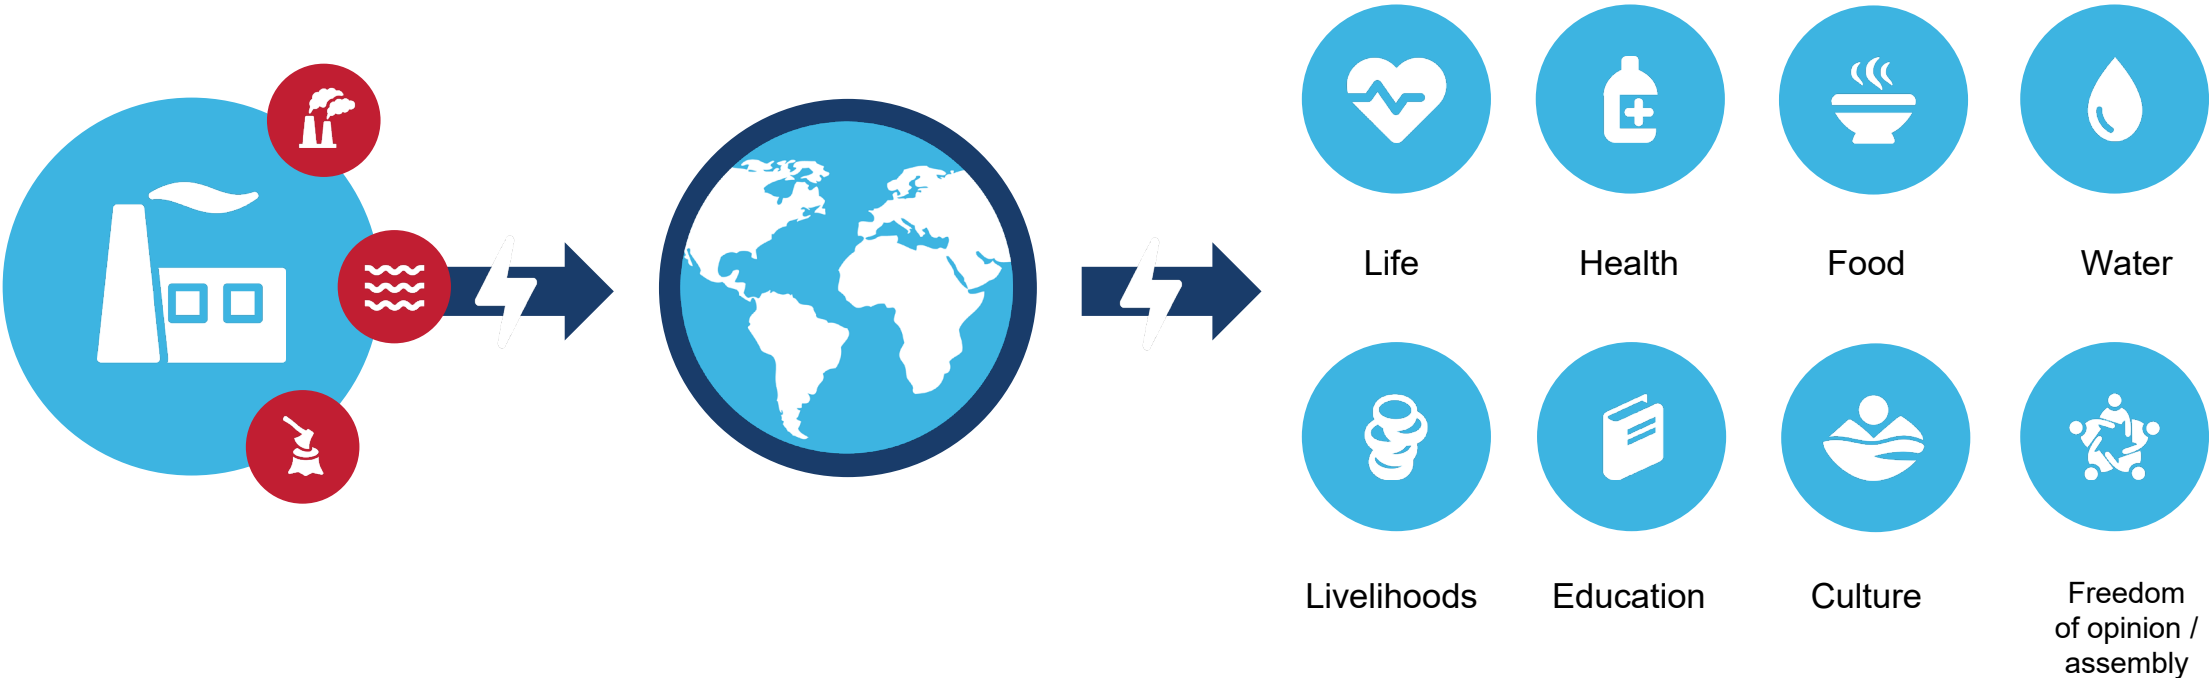 Life
Health
Food
Water
Livelihoods
Education
Culture
Freedom
of opinion /
assembly